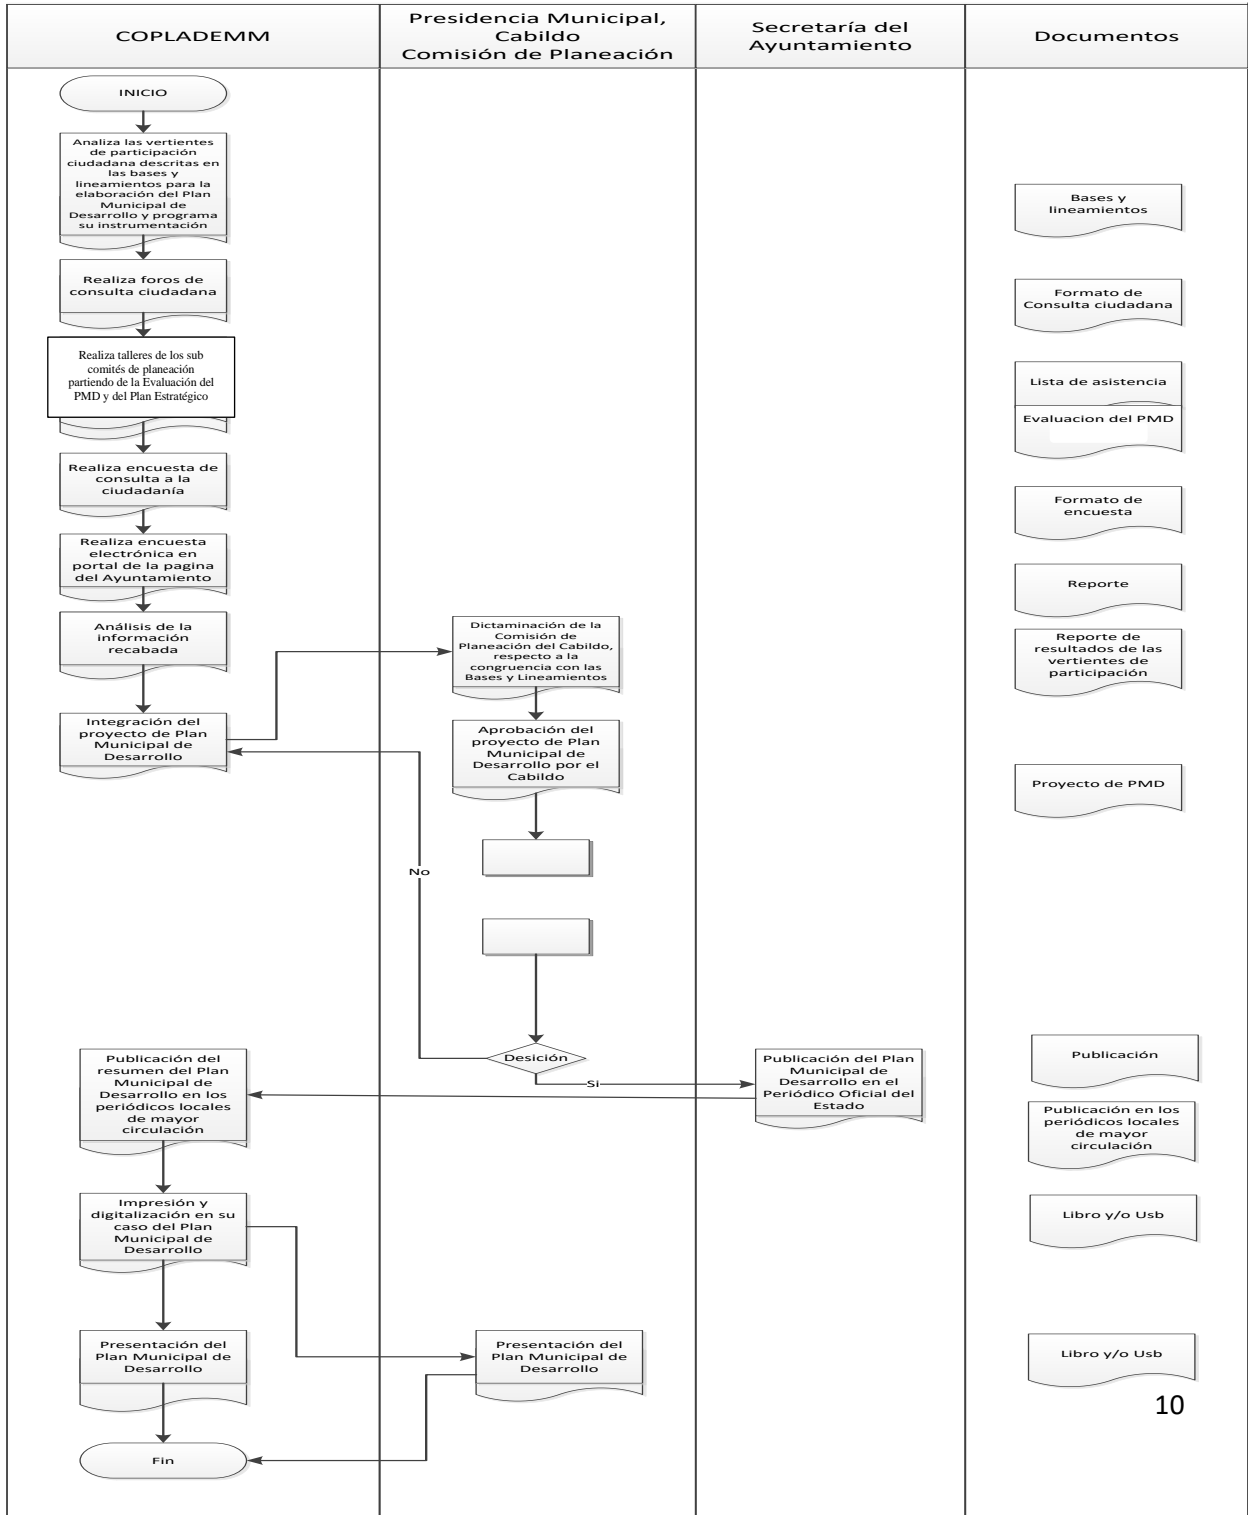 COPLADEMM
Presidencia Municipal,
Cabildo
Comisión de Planeación
Secretaría del
Ayuntamiento
Documentos
INICIO
Analiza las vertientes
de participación
ciudadana descritas en
las bases y
lineamientos para la
elaboración del Plan
Municipal de
Desarrollo y programa
su instrumentación
Bases y
lineamientos
Realiza foros de
consulta ciudadana
Formato de
Consulta ciudadana
Realiza talleres de los sub
comités de planeación
partiendo de la Evaluación del
PMD y del Plan Estratégico
Lista de asistencia
Evaluacion del PMD
Realiza encuesta de
consulta a la
ciudadanía
Formato de
encuesta
Realiza encuesta
electrónica en
portal de la pagina
del Ayuntamiento
Reporte
Análisis de la
información
recabada
Dictaminación de la
Comisión de
Planeación del Cabildo,
respecto a la
congruencia con las
Bases y Lineamientos
Reporte de
resultados de las
vertientes de
participación
Integración del
proyecto de Plan
Municipal de
Desarrollo
Aprobación del
proyecto de Plan
Municipal de
Desarrollo por el
Cabildo
Proyecto de PMD
No
Desición
Si
Publicación del Plan
Municipal de
Desarrollo en el
Periódico Oficial del
Estado
Publicación
Publicación del
resumen del Plan
Municipal de
Desarrollo en los
periódicos locales
de mayor
circulación
Publicación en los
periódicos locales
de mayor
circulación
Impresión y
digitalización en su
caso del Plan
Municipal de
Desarrollo
Libro y/o Usb
Presentación del
Plan Municipal de
Desarrollo
Presentación del
Plan Municipal de
Desarrollo
Libro y/o Usb
10
Fin